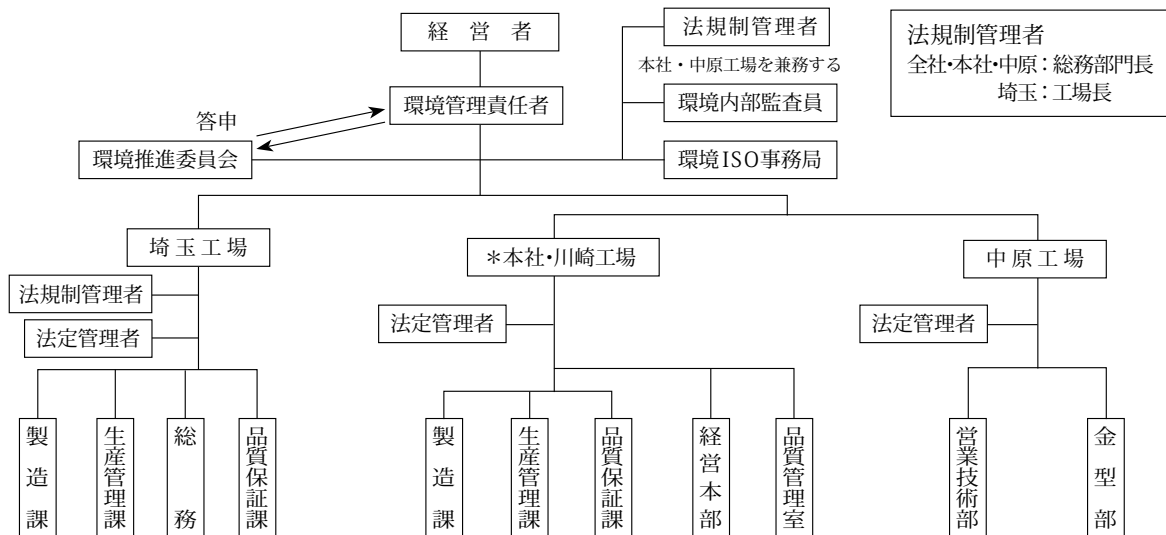 経営者
法規制管理者
本社・中原工場を兼務する
法規制管理者
全社・本社・中原：総務部門長
埼玉：工場長
環境管理責任者
環境内部監査員
答申
環境推進委員会
環境ISO事務局
埼玉工場
＊本社・川崎工場
中原工場
法規制管理者
法定管理者
法定管理者
法定管理者
製造課
生産管理課
総務
品質保証課
製造課
生産管理課
品質保証課
経営本部
品質管理室
営業技術部
金型部